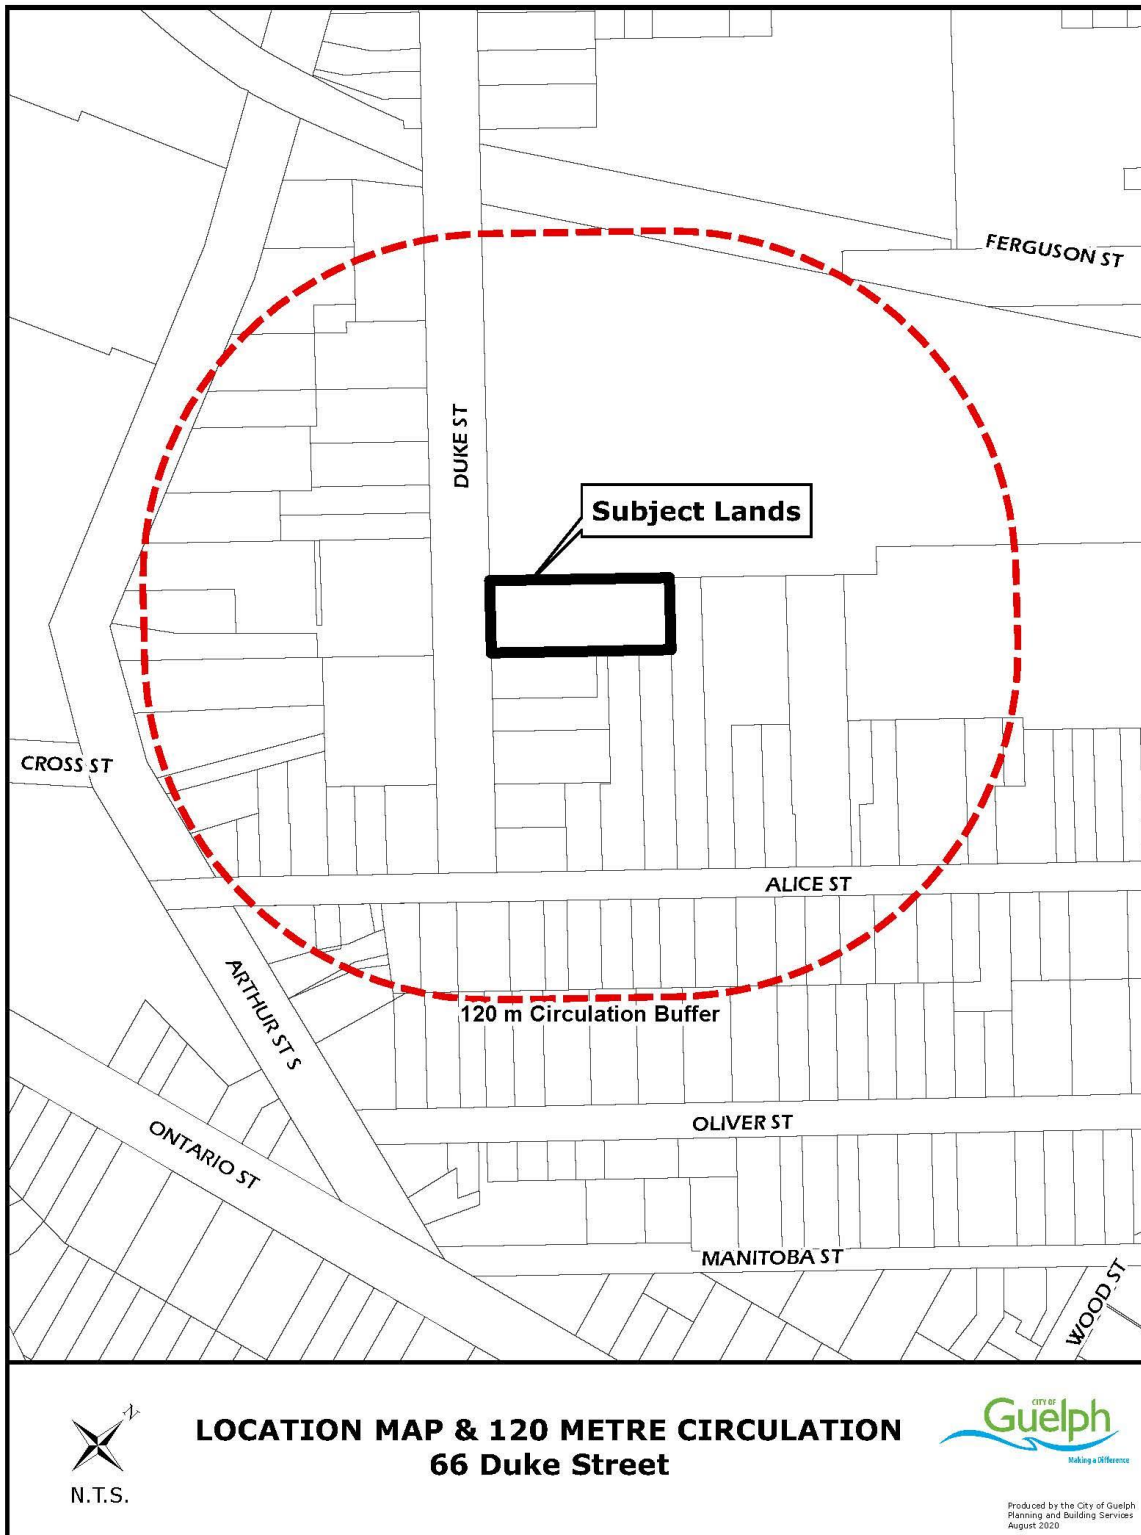 FERGUSON ST
DUKE ST
Subject Lands
CROSS ST
ALICE ST
ARTHUR ST S
120 m Circulation Buffer
ONTARIO ST
OLIVER ST
MANITOBA ST
WOOD ST
N
N.T.S.
LOCATION MAP & 120 METRE CIRCULATION
66 Duke Street
CITY OF
Guelph
Making a Difference
Produced by the City of Guelph
Planning and Building Services
August 2020